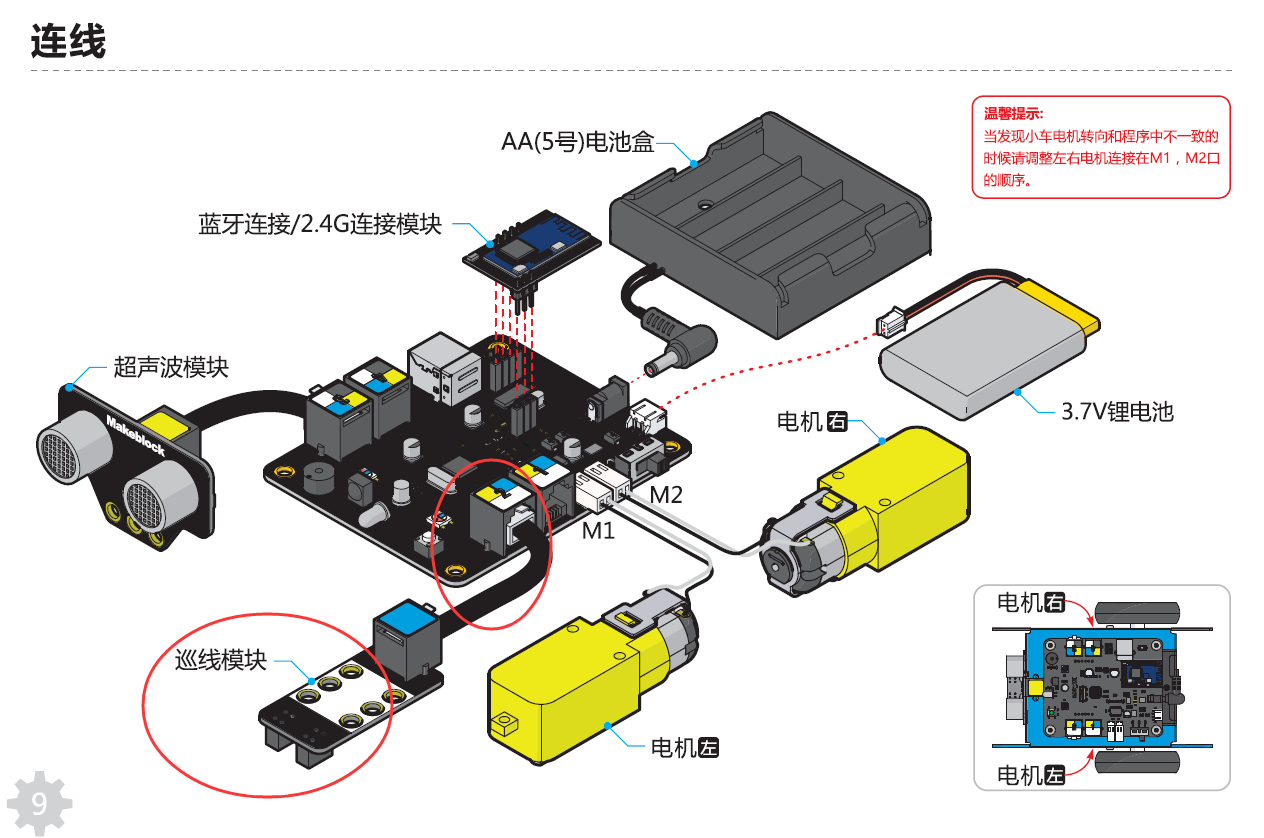 连线
温馨提示:
当发现小车电机转向和程序中不一致的
时候请调整左右电机连接在M1，M2口
的顺序。
AA(5号)电池盒
蓝牙连接/2.4G连接模块
超声波模块
Makeblock
3.7V锂电池
电机右
M2
M1
电机右
巡线模块
电机左
电机左
9